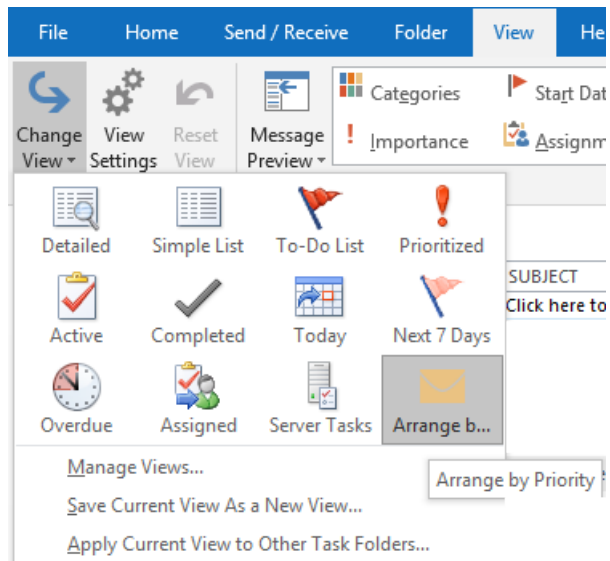 File Home Send / Receive Folder View He
Categories Start Dat
Change View Reset Message ! Importance Assignm
View Settings View Preview
Detailed Simple List To-Do List Prioritized
SUBJECT
Click here to
Active Completed Today Next 7 Days
Overdue Assigned Server Tasks Arrange b...
Manage Views...
Arrange by Priority
Save Current View As a New View...
Apply Current View to Other Task Folders...